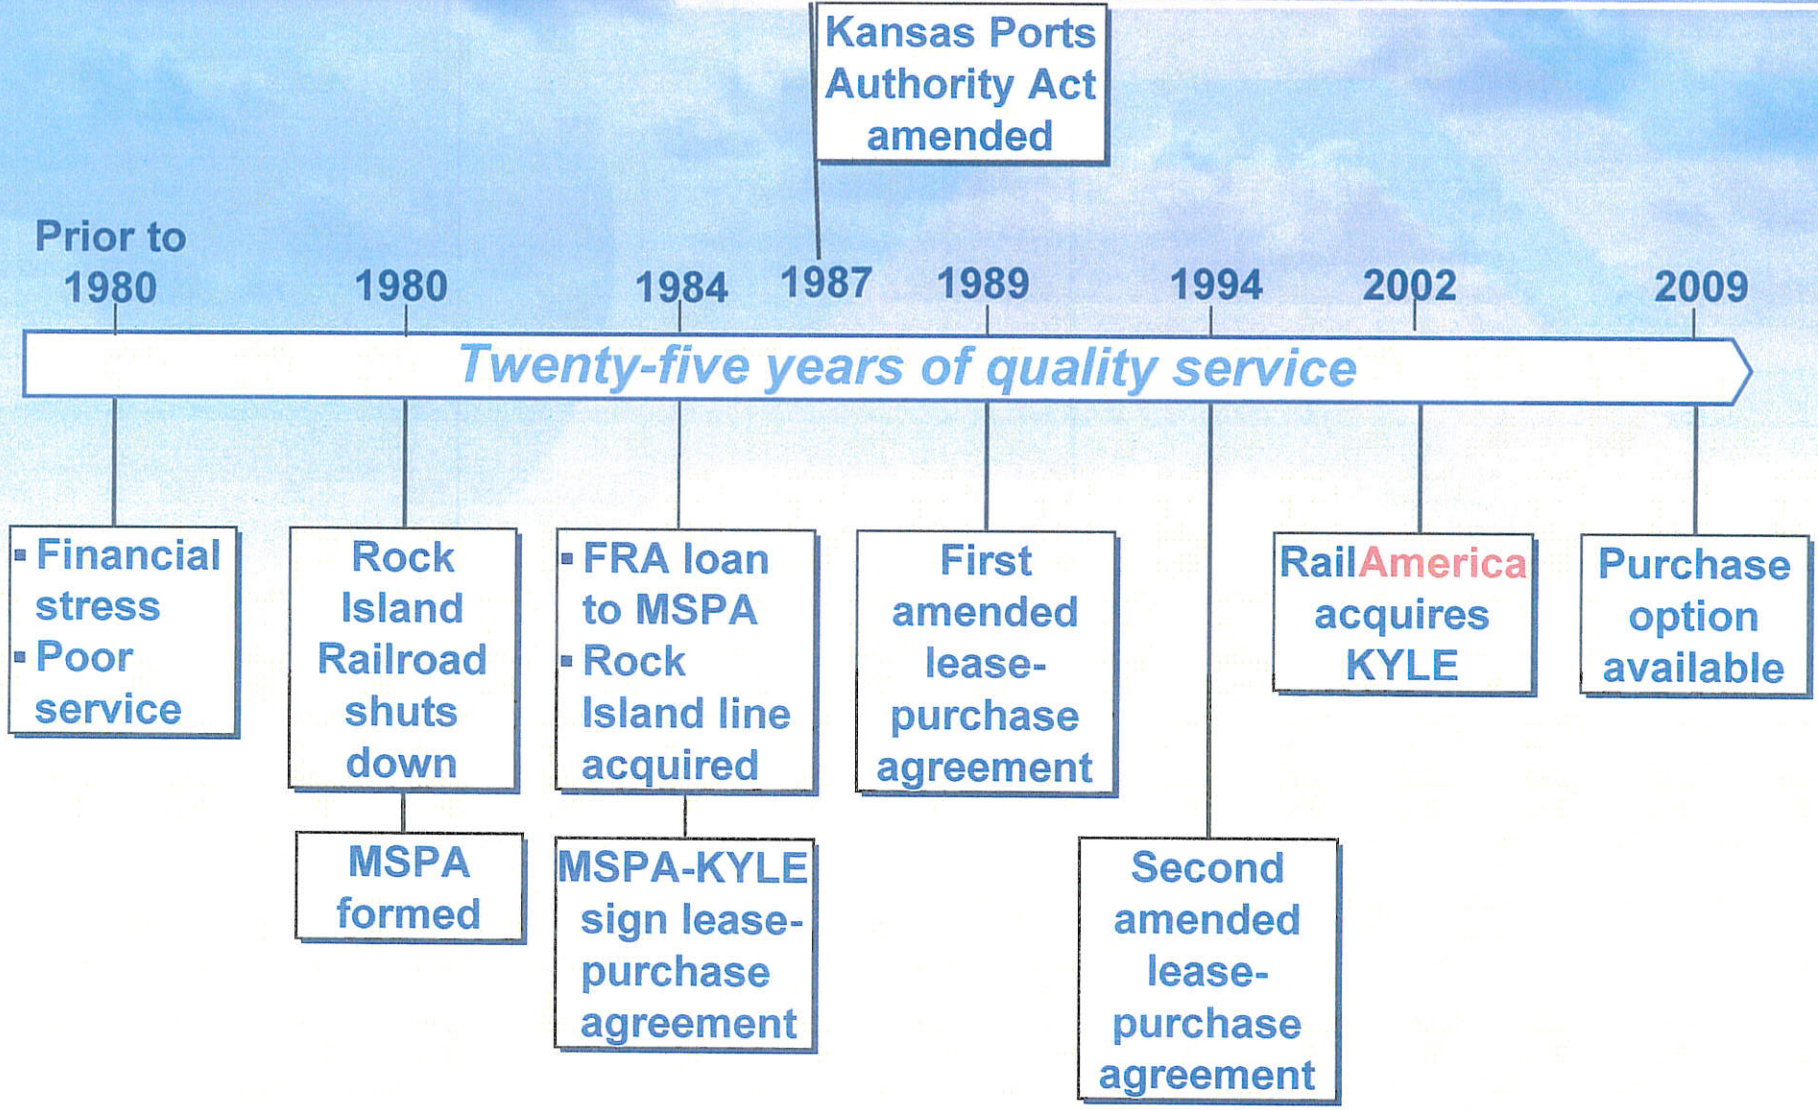 Kansas Ports
Authority Act
amended
Prior to
1980
1980
1984
1987
1989
1994
2002
2009
Twenty-five years of quality service
▪ Financial
stress
▪ Poor
service
Rock
Island
Railroad
shuts
down
MSPA
formed
▪ FRA loan
to MSPA
▪ Rock
Island line
acquired
MSPA-KYLE
sign lease-
purchase
agreement
First
amended
lease-
purchase
agreement
Second
amended
lease-
purchase
agreement
RailAmerica
acquires
KYLE
Purchase
option
available